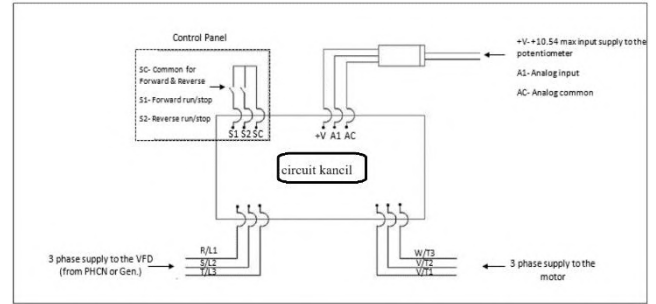 Control Panel
SC- Common for
Forward & Reverse
S1- Forward run/stop
S2- Reverse run/stop
S1 S2 SC
+V A1 AC
+V- +10.54 max input supply to the
potentiometer
A1- Analog input
AC- Analog common
circuit kancil
3 phase supply to the VFD
(from PHCN or Gen.)
R/L1
S/L2
T/L3
W/T3
V/T2
V/T1
3 phase supply to the
motor